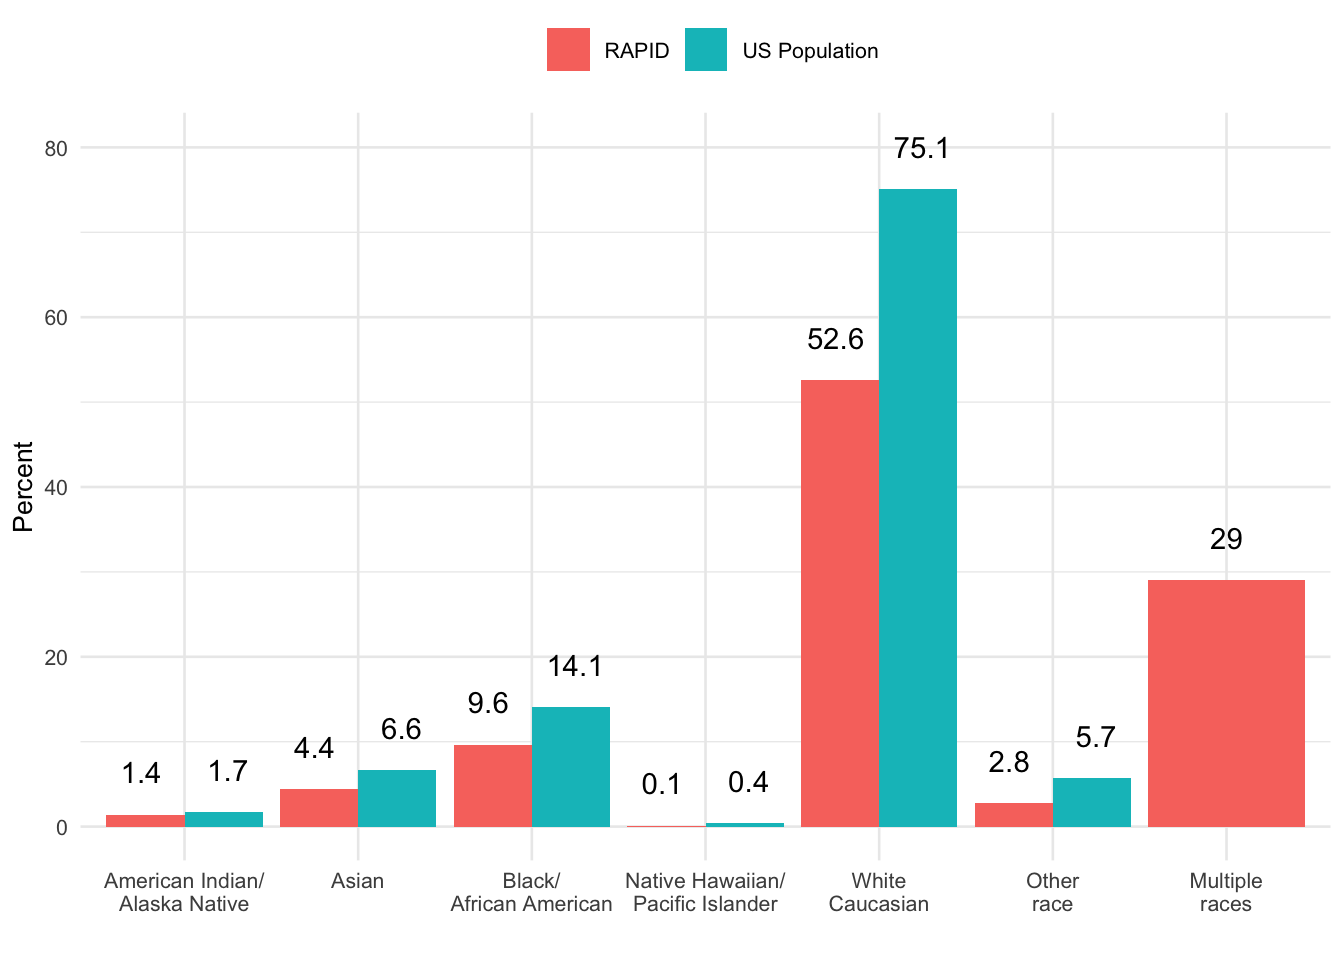 RAPID US Population
80
60
40
20
0
Percent
1.4
1.7
4.4
6.6
9.6
14.1
0.1
0.4
52.6
75.1
2.8
5.7
29
American Indian/
Alaska Native
Asian
Black/
African American
Native Hawaiian/
Pacific Islander
White
Caucasian
Other
race
Multiple
races